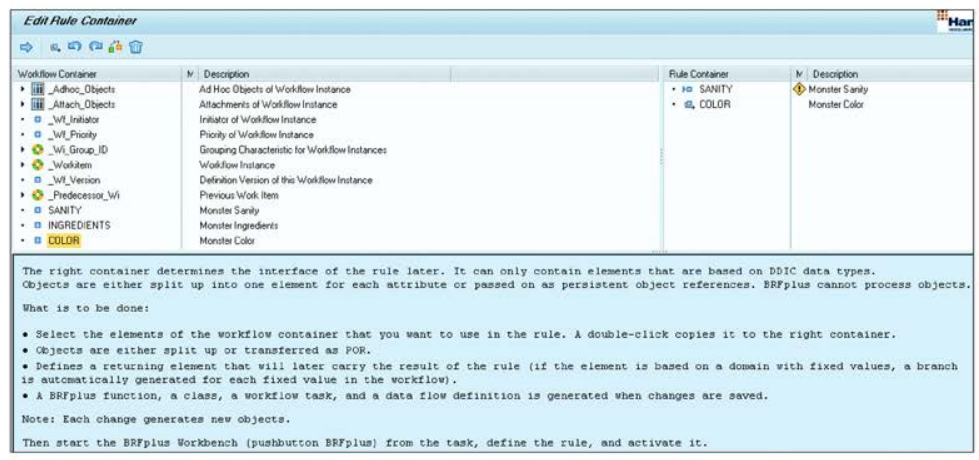 Edit Rule Container
Har
Workflow Container
Description
Rule Container
Description
_Adhoc_Objects
Ad Hoc Objects of Workflow Instance
SANITY
Monster Sanity
_Attach_Objects
Attachments of Workflow Instance
COLOR
Monster Color
_Wf_Initiator
Initiator of Workflow Instance
_Wf_Priority
Priority of Workflow Instance
_Wi_Group_ID
Grouping Characteristic for Workflow Instances
_Workitem
Workflow Instance
_Wf_Version
Definition Version of this Workflow Instance
_Predecessor_Wi
Previous Work Item
SANITY
Monster Sanity
INGREDIENTS
Monster Ingredients
COLOR
Monster Color
The right container determines the interface of the rule later. It can only contain elements that are based on DDIC data types.
Objects are either split up into one element for each attribute or passed on as persistent object references. BRFplus cannot process objects.
What is to be done:
• Select the elements of the workflow container that you want to use in the rule. A double-click copies it to the right container.
• Objects are either split up or transferred as POR.
• Defines a returning element that will later carry the result of the rule (if the element is based on a domain with fixed values, a branch
is automatically generated for each fixed value in the workflow).
• A BRFplus function, a class, a workflow task, and a data flow definition is generated when changes are saved.
Note: Each change generates new objects.
Then start the BRFplus Workbench (pushbutton BRFplus) from the task, define the rule, and activate it.